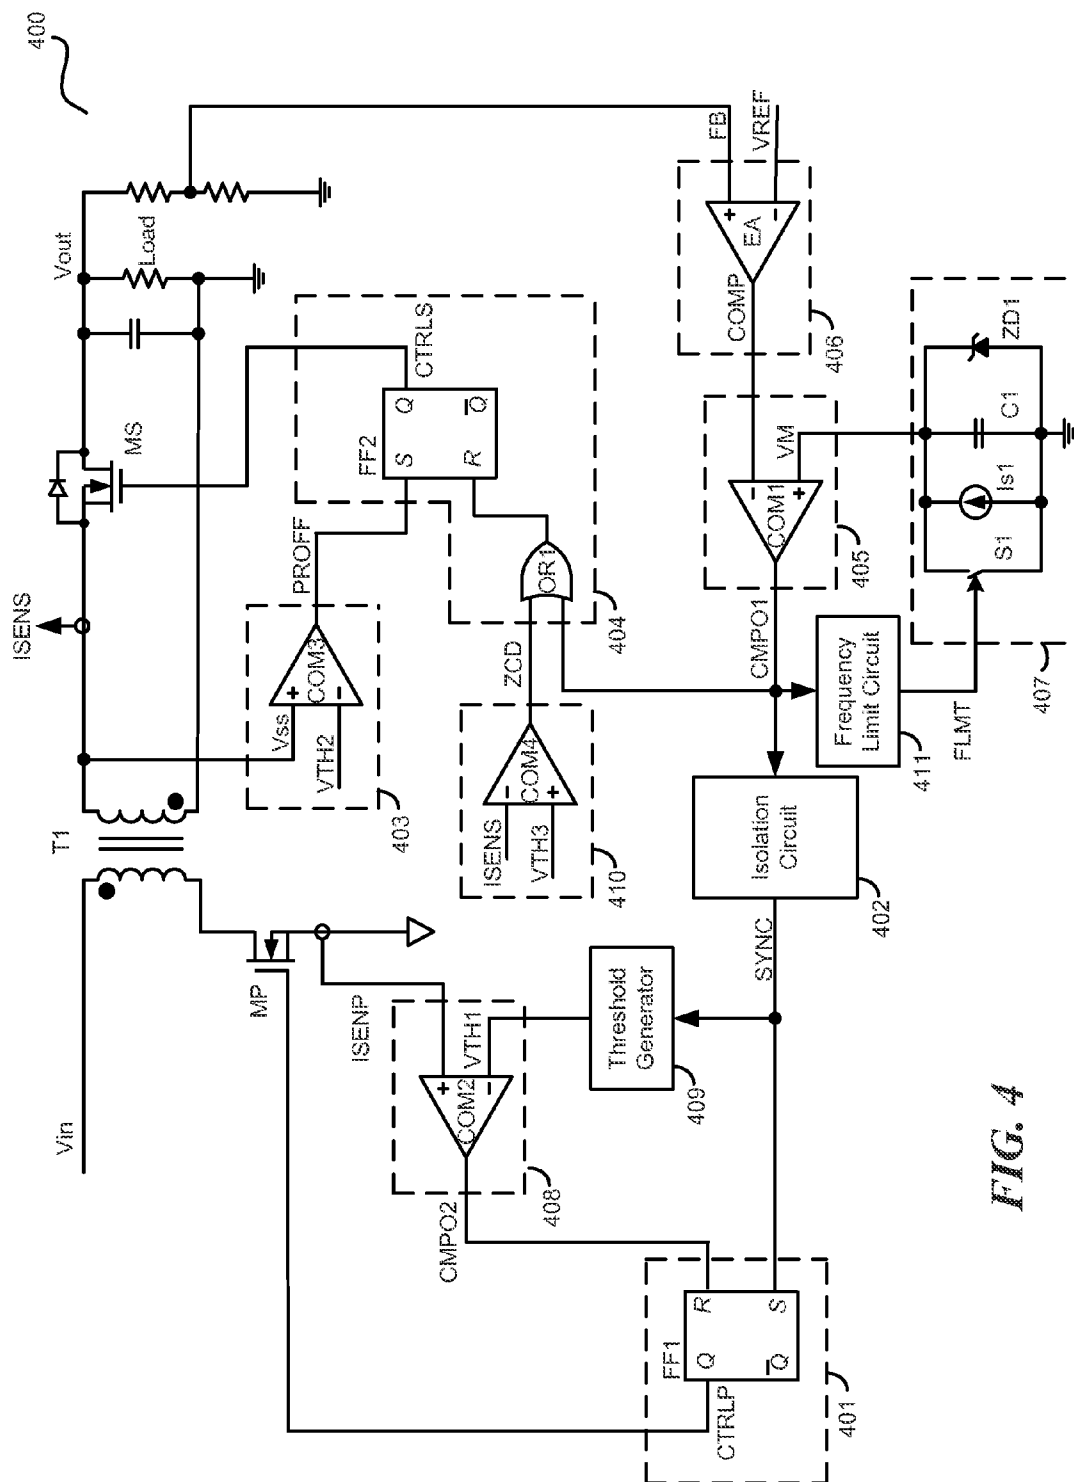 400
Vin
T1
ISENS
MS
Vout
Load
MP
ISENP
Vss
VTH2
+
−
COM3
403
PROFF
FF2
S
Q
R
Q
CTRLS
404
OR1
ZCD
ISENS
VTH3
−
+
COM4
410
CMPO2
+
−
COM2
VTH1
408
Threshold
Generator
409
FB
VREF
+
−
EA
COMP
406
−
+
COM1
VM
405
CMPO1
SYNC
Isolation
Circuit
402
Frequency
Limit Circuit
411
FLMT
S1
Is1
C1
ZD1
407
FF1
Q
R
Q
S
CTRLP
401
FIG. 4